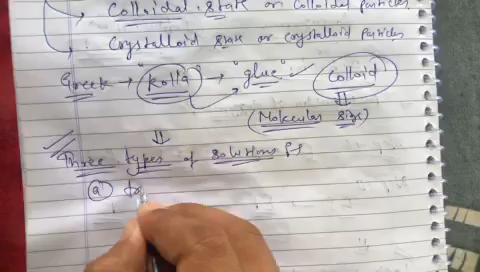 Colloidal state or colloidal particles
Crystalloid state or crystalloid particles
Greek → "Kolla" → "glue" ✓ Colloid
(Molecular size)
Three types of solutions
(a)